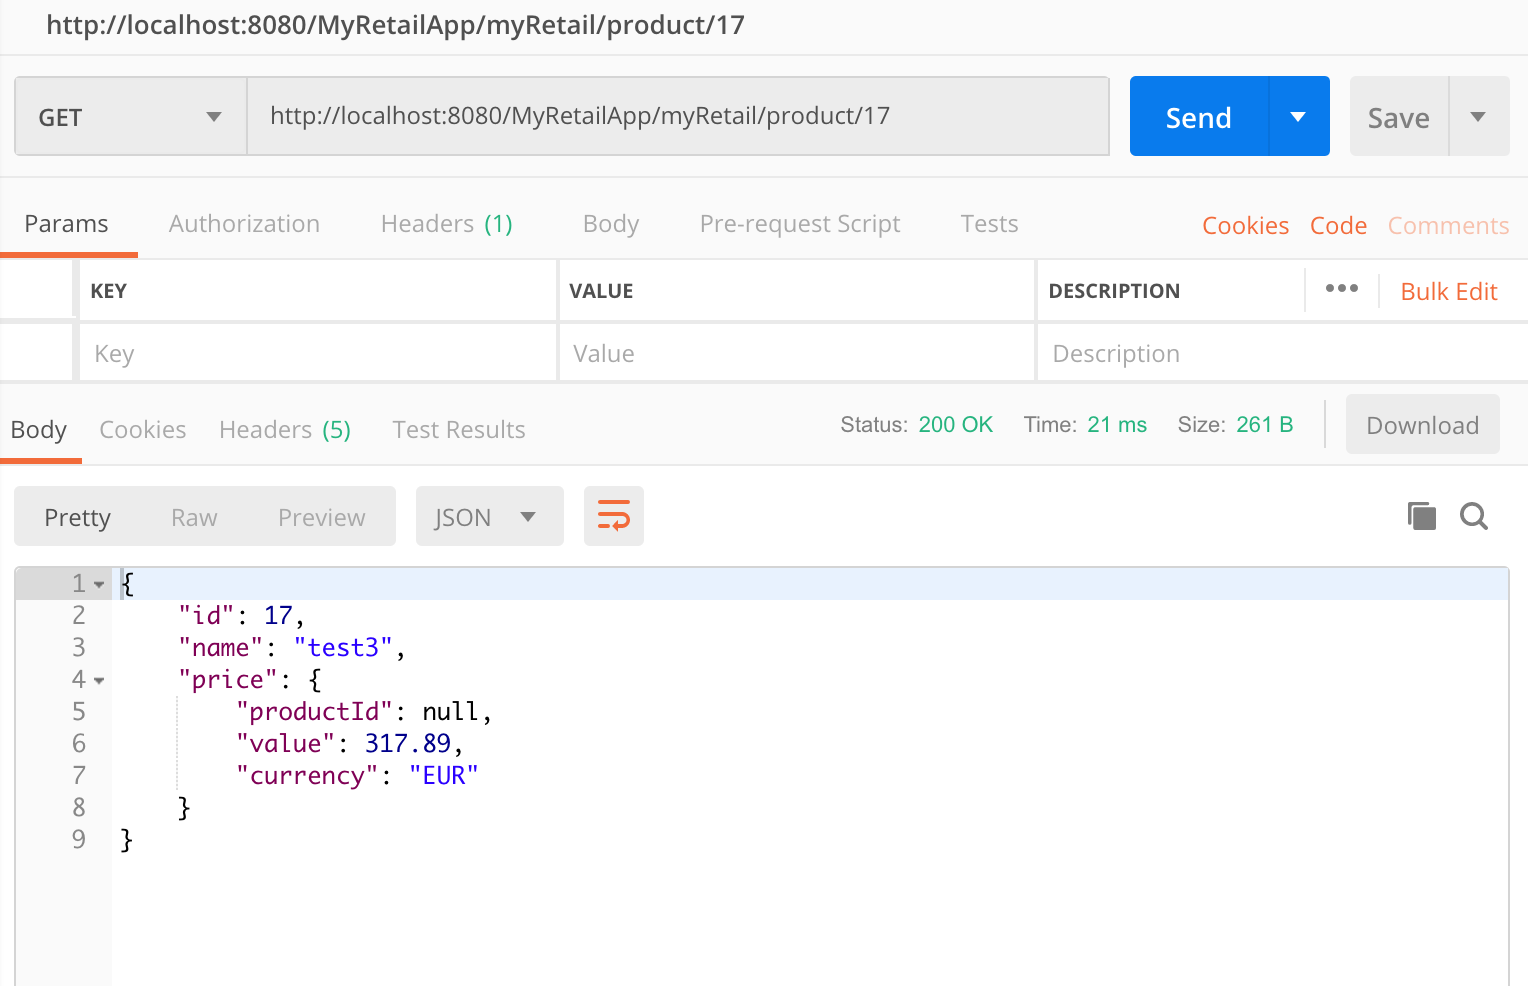 http://localhost:8080/MyRetailApp/myRetail/product/17
GET http://localhost:8080/MyRetailApp/myRetail/product/17 Send Save
Params Authorization Headers (1) Body Pre-request Script Tests Cookies Code Comments
KEY VALUE DESCRIPTION ••• Bulk Edit
Key Value Description
Body Cookies Headers (5) Test Results Status: 200 OK Time: 21 ms Size: 261 B Download
Pretty Raw Preview JSON
1 {
2 "id": 17,
3 "name": "test3",
4 "price": {
5 "productId": null,
6 "value": 317.89,
7 "currency": "EUR"
8 }
9 }